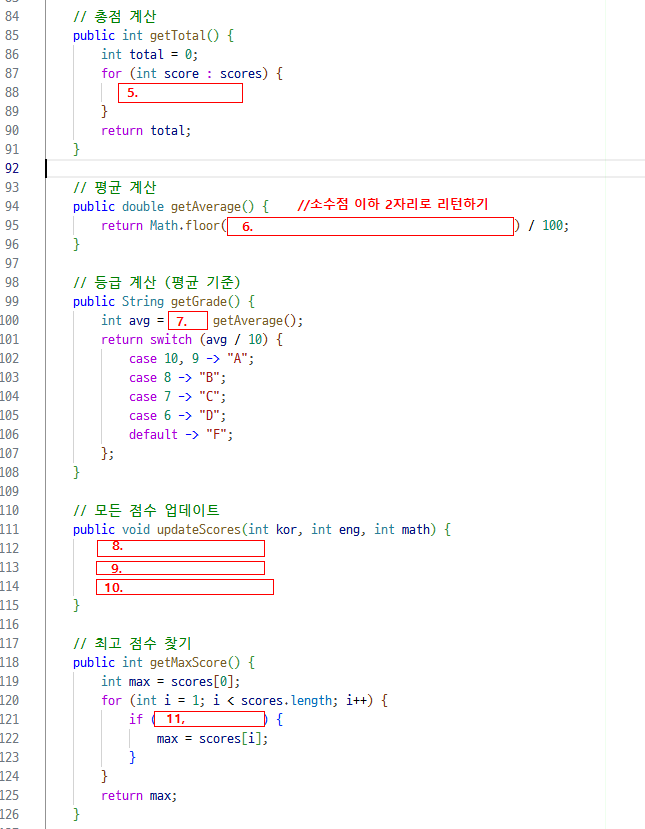 84 // 총점 계산
85 public int getTotal() {
86 int total = 0;
87 for (int score : scores) {
88 5.
89 }
90 return total;
91 }
92
93 // 평균 계산
94 public double getAverage() { //소수점 이하 2자리로 리턴하기
95 return Math.floor( 6. ) / 100;
96 }
97
98 // 등급 계산 (평균 기준)
99 public String getGrade() {
100 int avg = 7. getAverage();
101 return switch (avg / 10) {
102 case 10, 9 -> "A";
103 case 8 -> "B";
104 case 7 -> "C";
105 case 6 -> "D";
106 default -> "F";
107 };
108 }
109
110 // 모든 점수 업데이트
111 public void updateScores(int kor, int eng, int math) {
112 8.
113 9.
114 10.
115 }
116
117 // 최고 점수 찾기
118 public int getMaxScore() {
119 int max = scores[0];
120 for (int i = 1; i < scores.length; i++) {
121 if ( 11, ) {
122 max = scores[i];
123 }
124 }
125 return max;
126 }